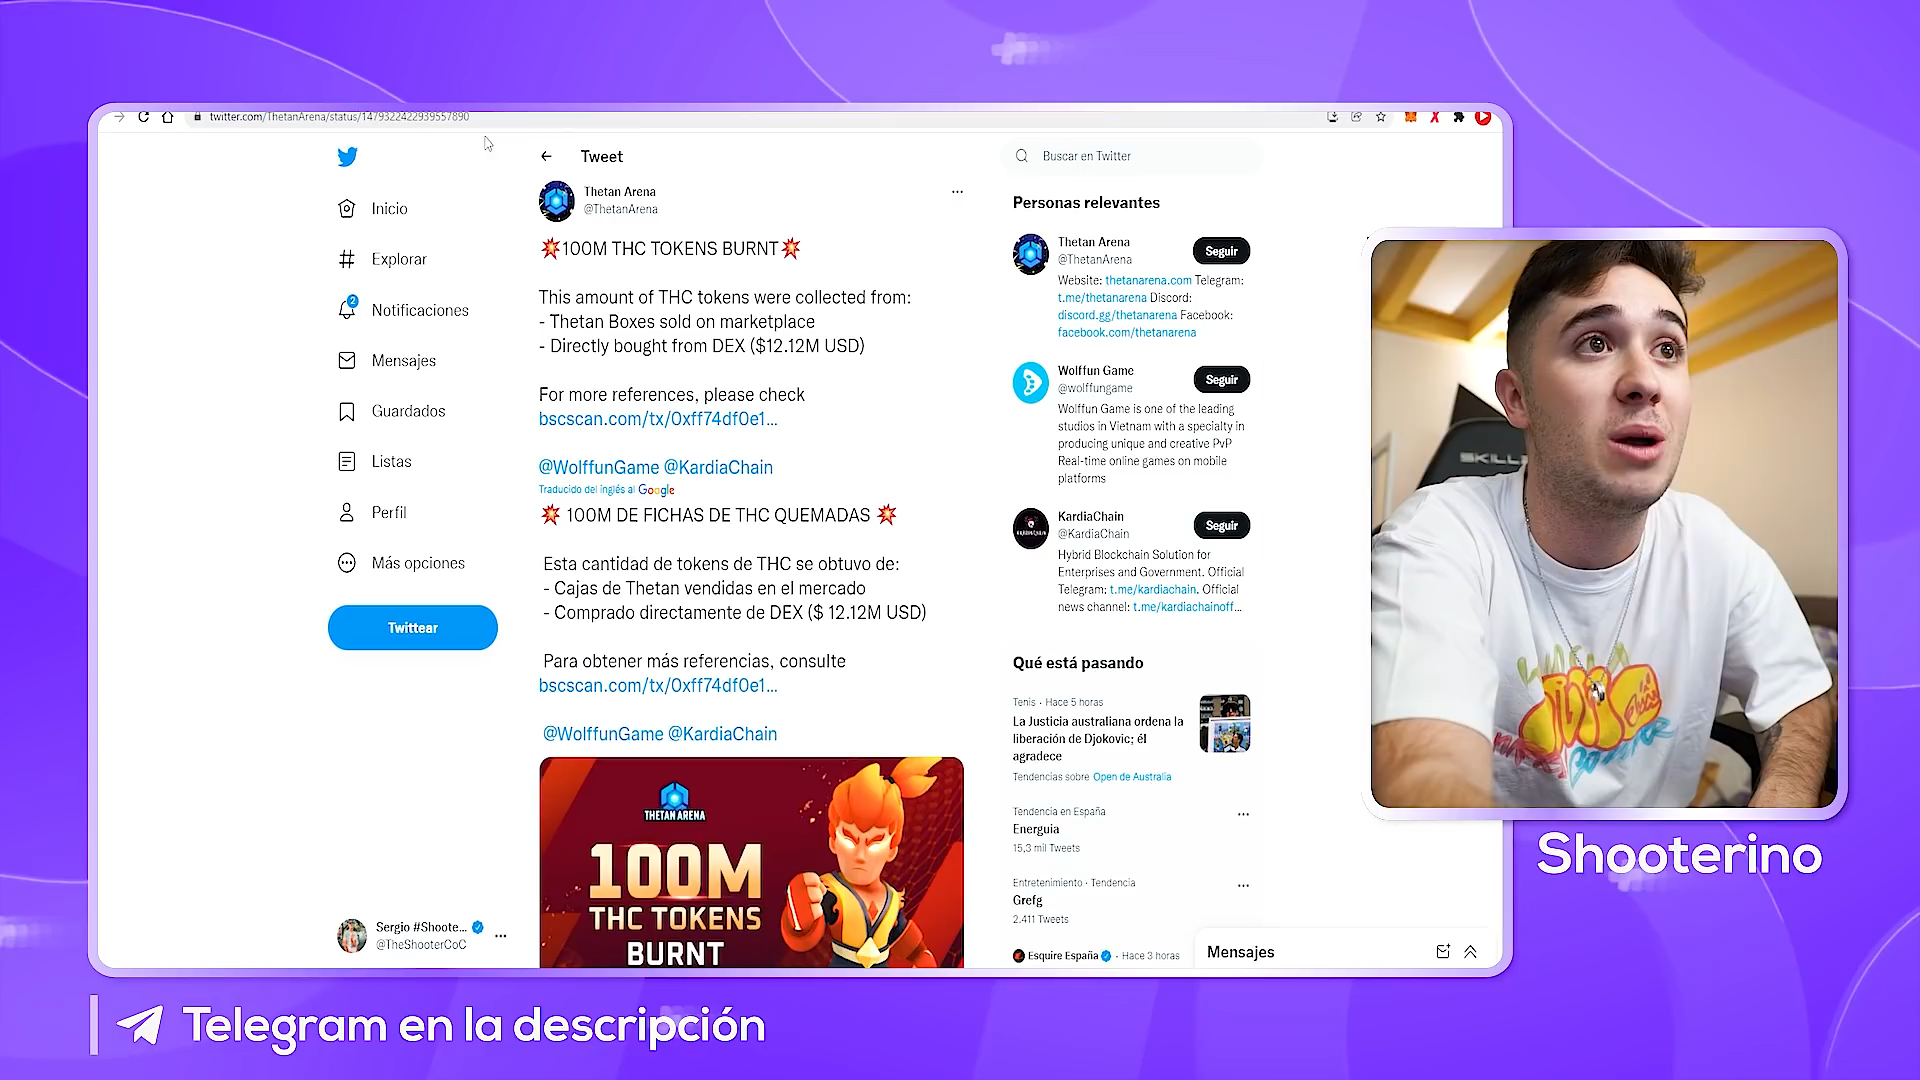 twitter.com/ThetanArena/status/1479322422939557890
Inicio
Explorar
2
Notificaciones
Mensajes
Guardados
Listas
Perfil
Más opciones
Twittear
Sergio #Shoote...
@TheShooterCoC
Tweet
Thetan Arena
@ThetanArena
💥100M THC TOKENS BURNT💥
This amount of THC tokens were collected from:
- Thetan Boxes sold on marketplace
- Directly bought from DEX ($12.12M USD)
For more references, please check
bscscan.com/tx/0xff74df0e1...
@WolffunGame @KardiaChain
Traducido del inglés al Google
💥 100M DE FICHAS DE THC QUEMADAS 💥
Esta cantidad de tokens de THC se obtuvo de:
- Cajas de Thetan vendidas en el mercado
- Comprado directamente de DEX ($ 12.12M USD)
Para obtener más referencias, consulte
bscscan.com/tx/0xff74df0e1...
@WolffunGame @KardiaChain
THETAN ARENA
100M
THC TOKENS
BURNT
Buscar en Twitter
Personas relevantes
Thetan Arena
@ThetanArena
Seguir
Website: thetanarena.com Telegram:
t.me/thetanarena Discord:
discord.gg/thetanarena Facebook:
facebook.com/thetanarena
Wolffun Game
@wolffungame
Seguir
Wolffun Game is one of the leading
studios in Vietnam with a specialty in
producing unique and creative PvP
Real-time online games on mobile
platforms
KardiaChain
@KardiaChain
Seguir
Hybrid Blockchain Solution for
Enterprises and Government. Official
Telegram: t.me/kardiachain. Official
news channel: t.me/kardiachainoff...
Qué está pasando
Tenis · Hace 5 horas
La Justicia australiana ordena la
liberación de Djokovic; él
agradece
Tendencias sobre Open de Australia
Tendencia en España
Energuia
15,3 mil Tweets
Entretenimiento · Tendencia
Grefg
2.411 Tweets
Esquire España · Hace 3 horas
Mensajes
SKILLE
Shooterino
Telegram en la descripción